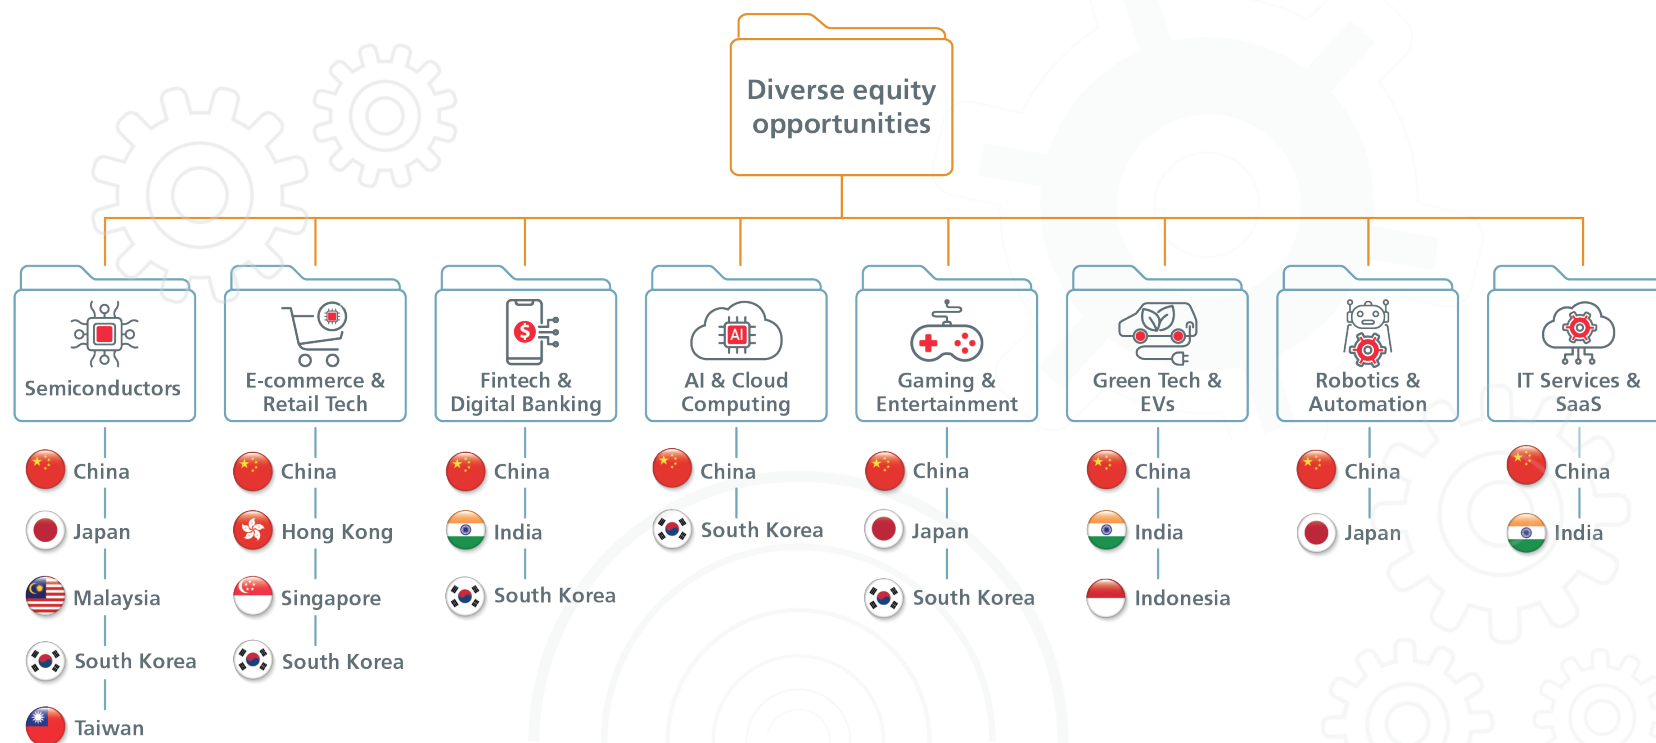 Diverse equity
opportunities
Semiconductors
China
Japan
Malaysia
South Korea
Taiwan
E-commerce &
Retail Tech
China
Hong Kong
Singapore
South Korea
Fintech &
Digital Banking
$
China
India
South Korea
AI & Cloud
Computing
AI
China
South Korea
Gaming &
Entertainment
China
Japan
South Korea
Green Tech &
EVs
China
India
Indonesia
Robotics &
Automation
China
Japan
IT Services &
SaaS
China
India